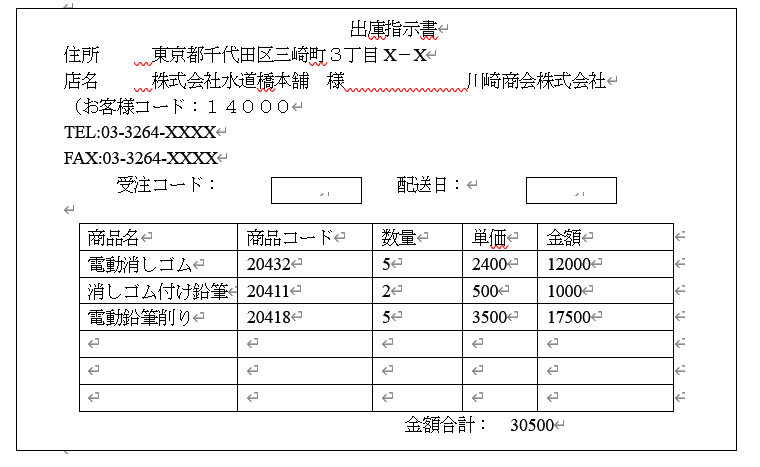 出庫指示書
住所　　東京都千代田区三崎町３丁目X－X
店名　　株式会社水道橋本舗　様　　川崎商会株式会社
（お客様コード：１４０００
TEL:03-3264-XXXX
FAX:03-3264-XXXX
受注コード：　　配送日：
商品名　商品コード　数量　単価　金額
電動消しゴム　20432　5　2400　12000
消しゴム付け鉛筆　20411　2　500　1000
電動鉛筆削り　20418　5　3500　17500
金額合計：　30500